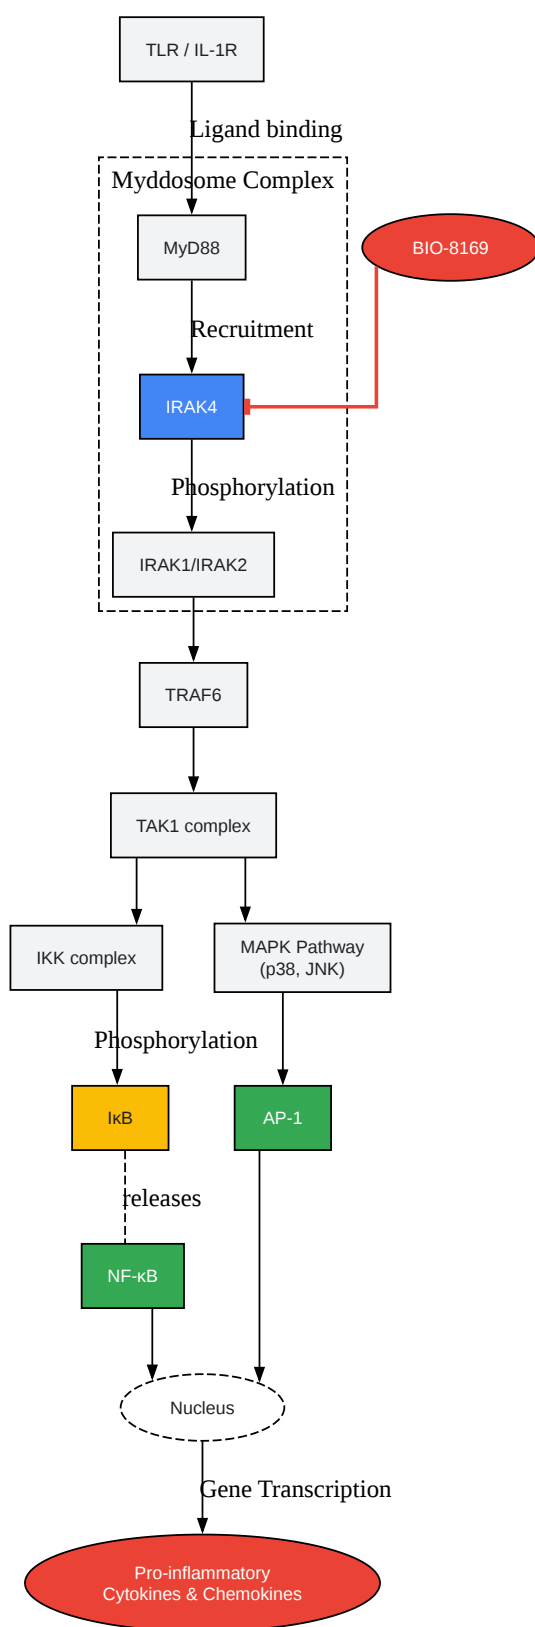 TLR / IL-1R
Ligand binding
Myddosome Complex
MyD88
BIO-8169
Recruitment
IRAK4
Phosphorylation
IRAK1/IRAK2
TRAF6
TAK1 complex
IKK complex
MAPK Pathway
(p38, JNK)
Phosphorylation
IκB
AP-1
releases
NF-κB
Nucleus
Gene Transcription
Pro-inflammatory
Cytokines & Chemokines